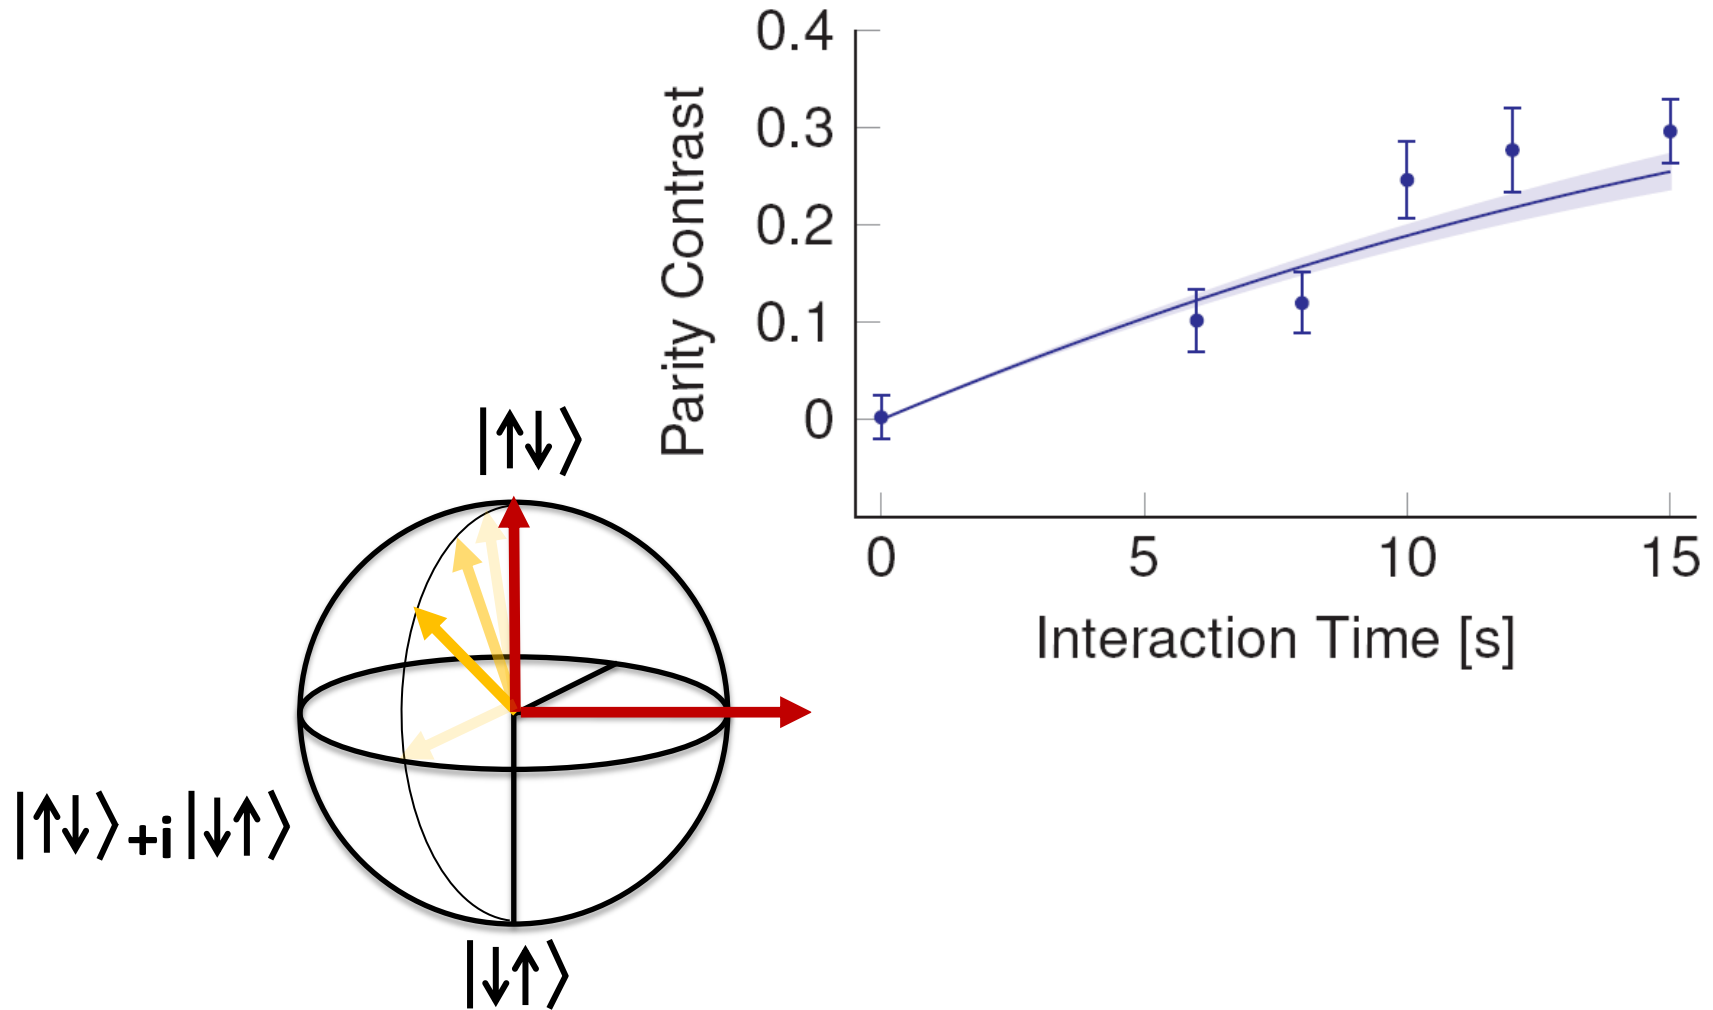 0.4
0.3
0.2
0.1
0
Parity Contrast
0 5 10 15
Interaction Time [s]
|↑↓⟩
|↑↓⟩+i|↓↑⟩
|↓↑⟩